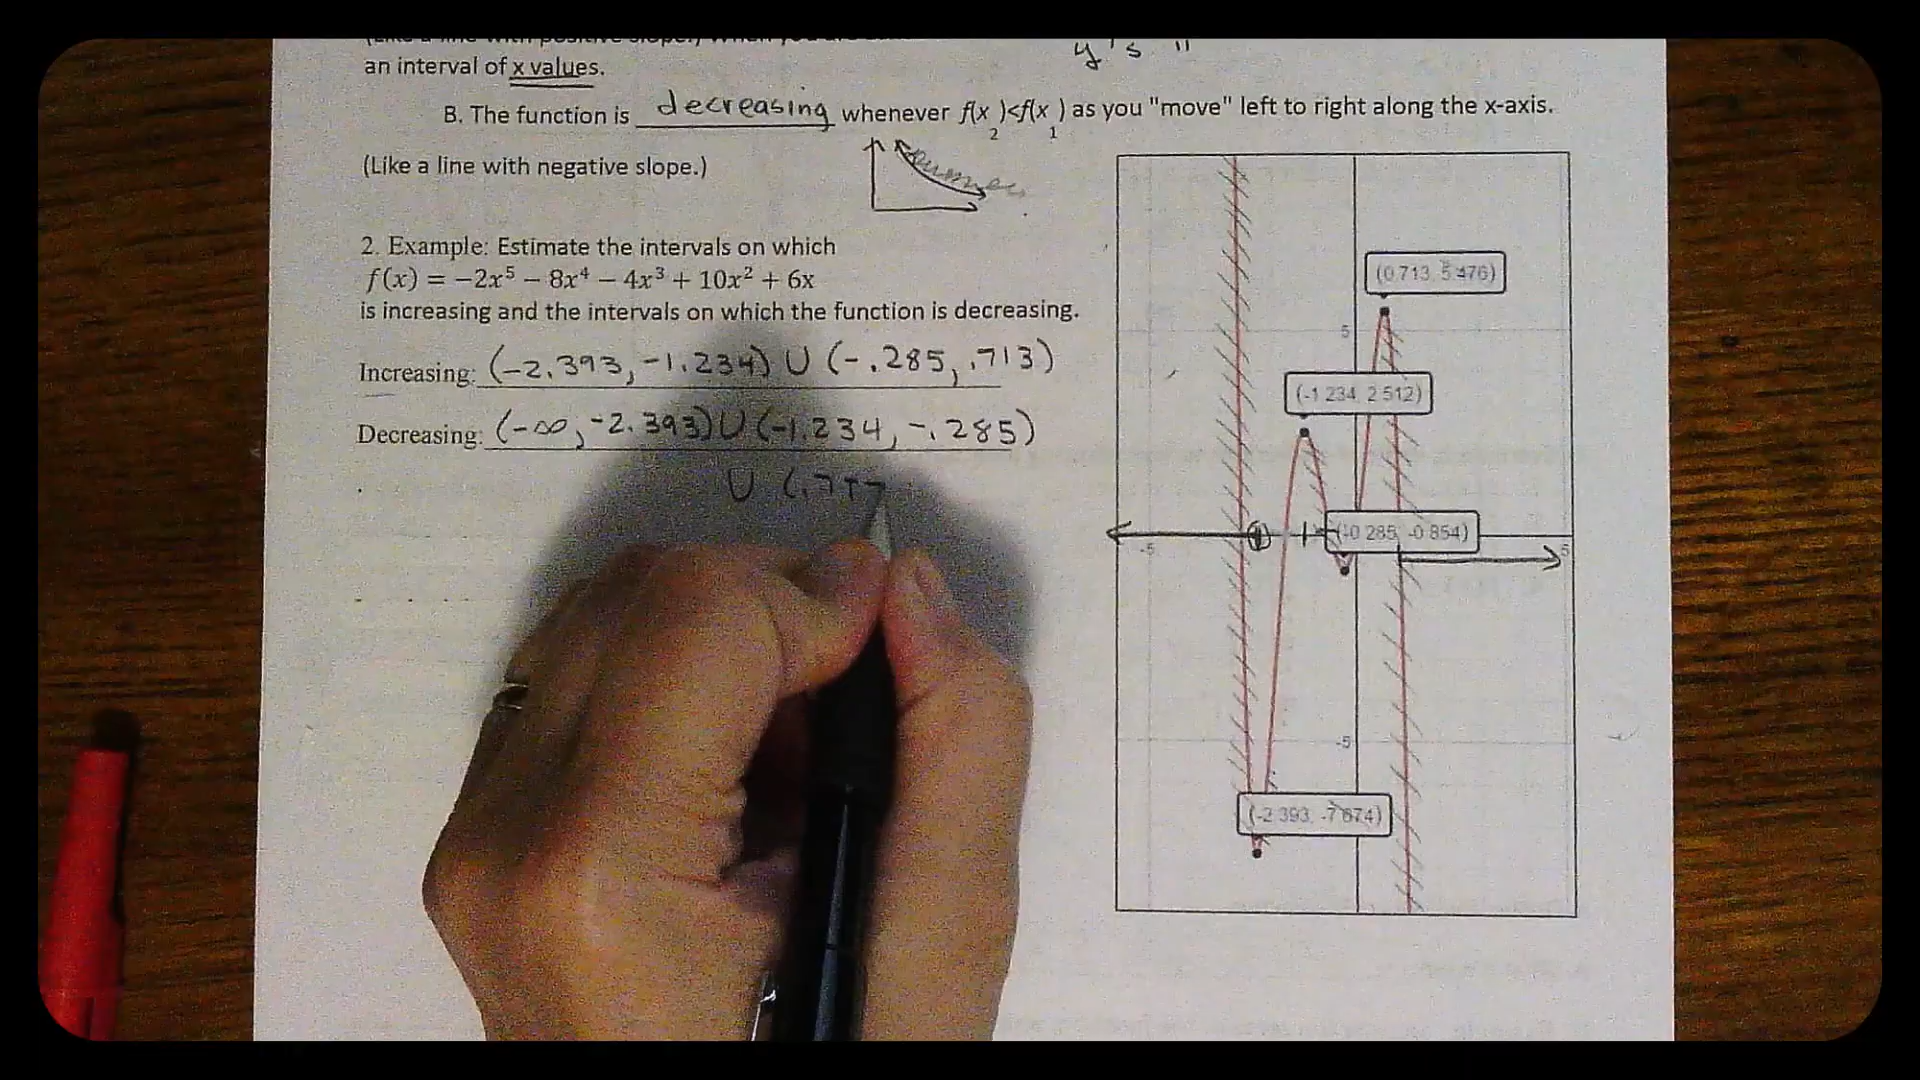 an interval of x values.
y's "
B. The function is decreasing whenever f(x₂)<f(x₁) as you "move" left to right along the x-axis.
(Like a line with negative slope.)
2. Example: Estimate the intervals on which
f(x) = −2x⁵ − 8x⁴ − 4x³ + 10x² + 6x
is increasing and the intervals on which the function is decreasing.
Increasing: (-2.393, -1.234) ∪ (-.285, .713)
Decreasing: (-∞, -2.393) ∪ (-1.234, -.285)
∪ (.7
(0.713, 5.476)
5
(-1.234, 2.512)
(-0.285, -0.854)
-5
5
-5
(-2.393, -7.674)